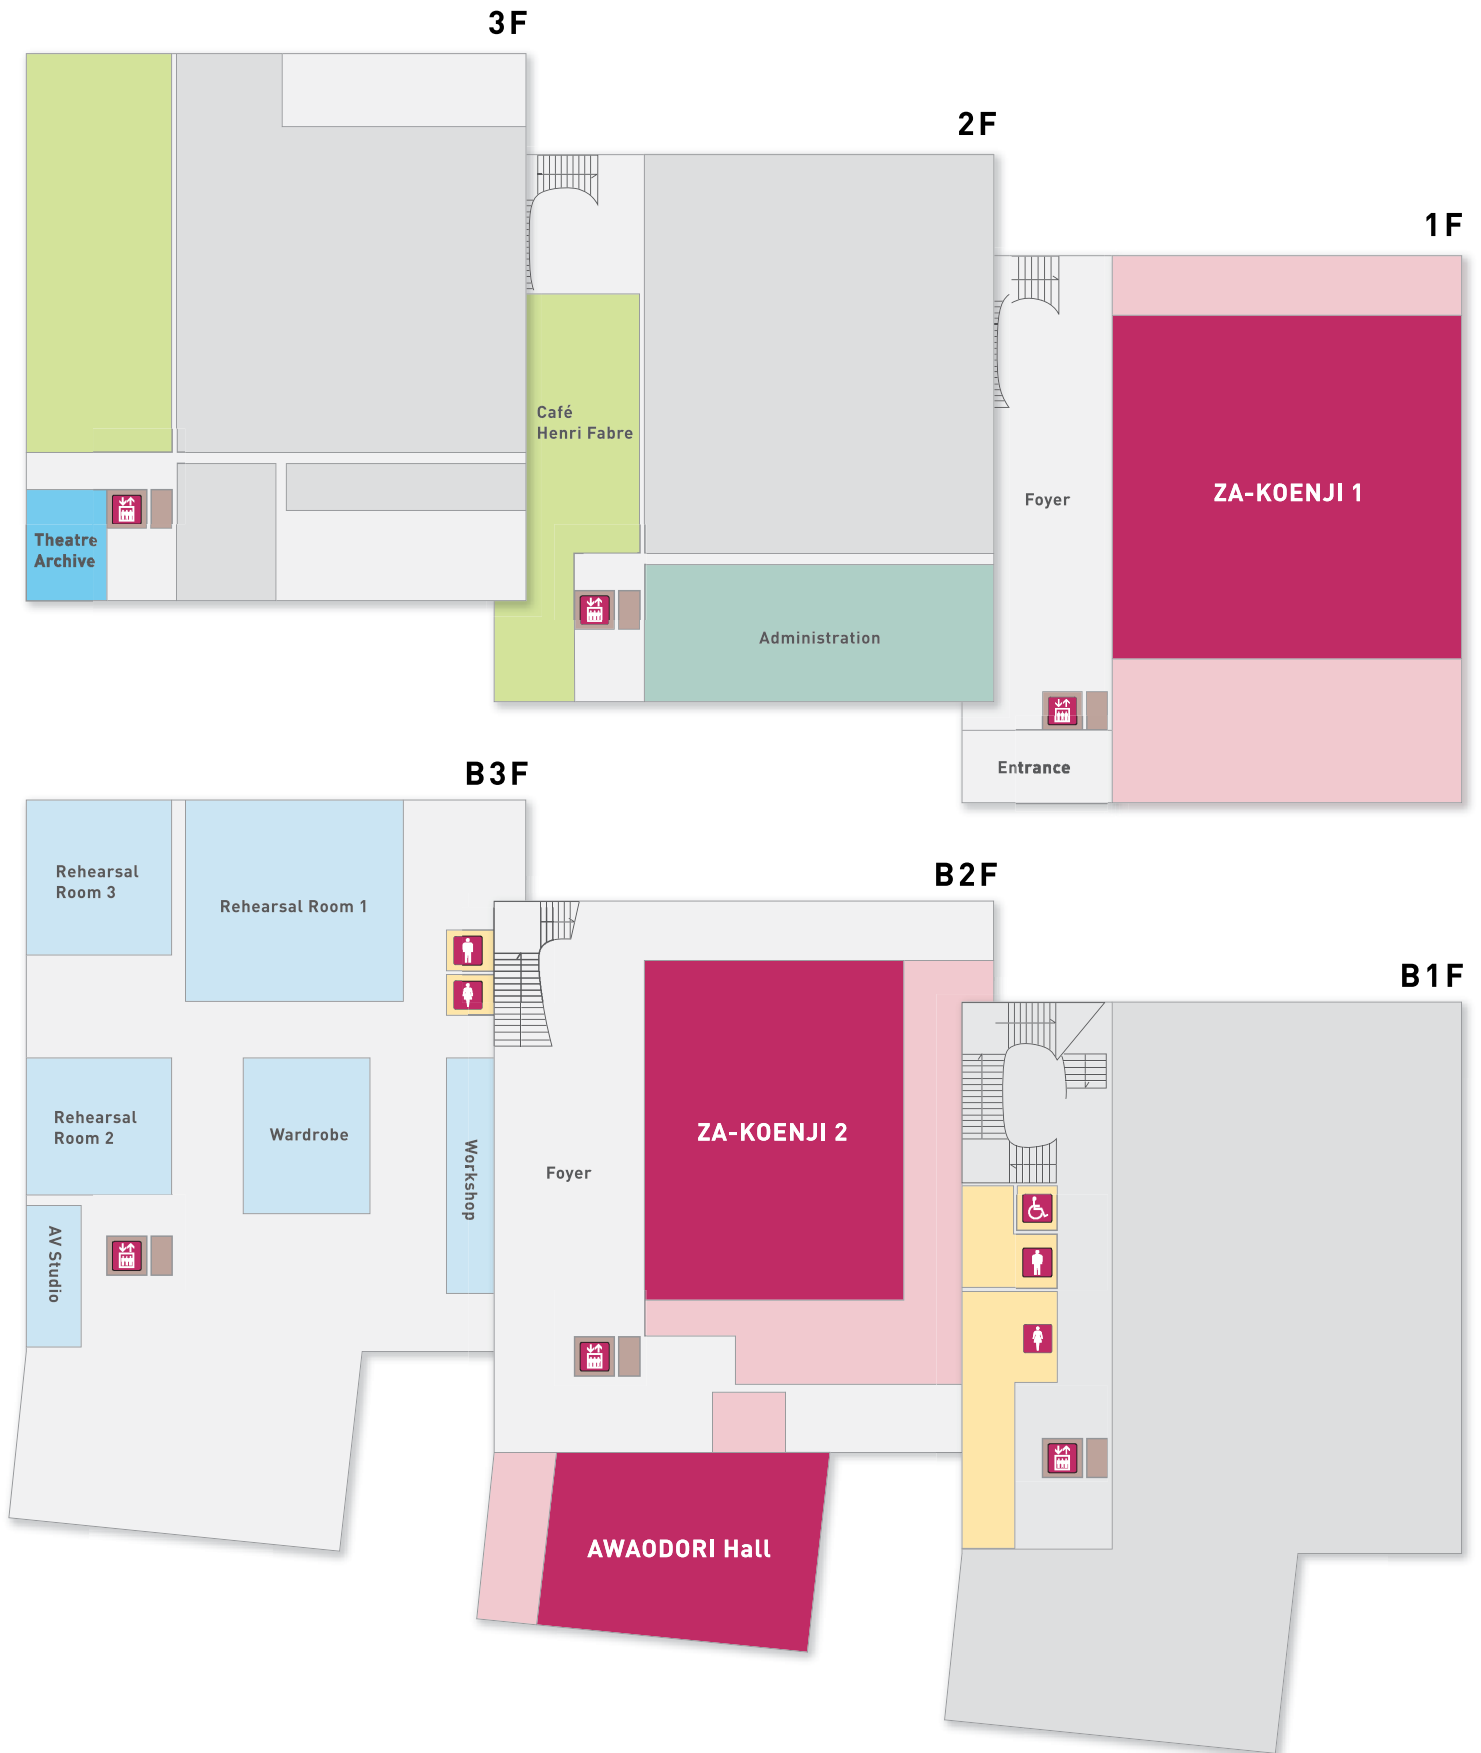 3F
2F
1F
Café
Henri Fabre
Foyer
ZA-KOENJI 1
Theatre
Archive
Administration
Entrance
B3F
B2F
B1F
Rehearsal
Room 3
Rehearsal Room 1
Rehearsal
Room 2
Wardrobe
Workshop
AV Studio
Foyer
ZA-KOENJI 2
AWAODORI Hall